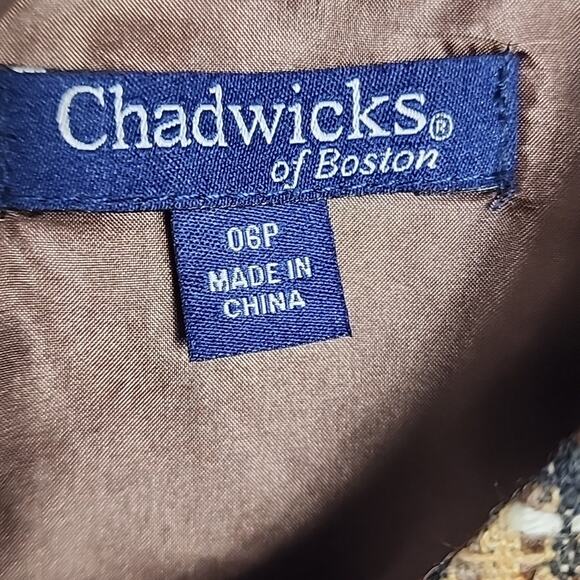 Chadwicks®
of Boston
06P
MADE IN
CHINA